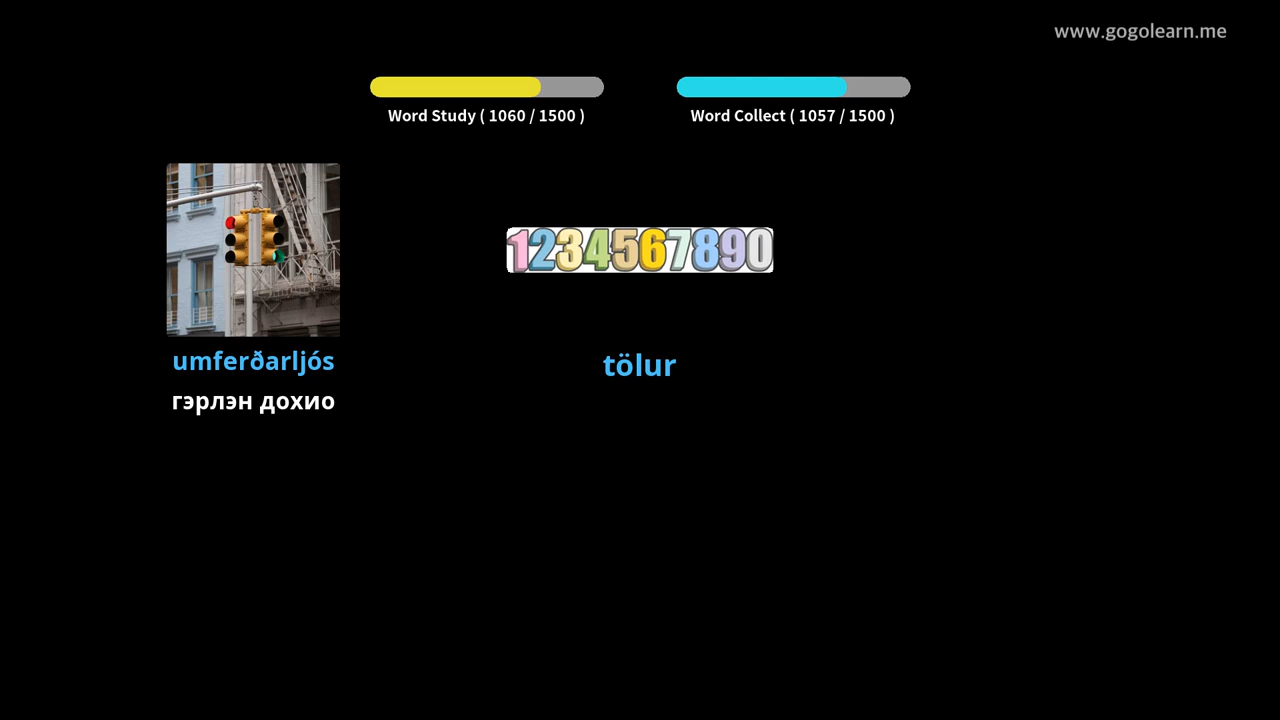 www.gogolearn.me
Word Study ( 1060 / 1500 )
Word Collect ( 1057 / 1500 )
umferðarljós
гэрлэн дохио
1234567890
tölur